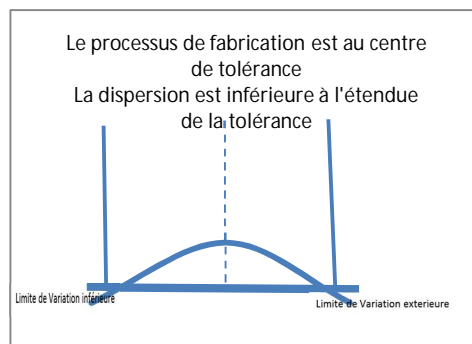 Le processus de fabrication est au centre
de tolérance
La dispersion est inférieure à l'étendue
de la tolérance
Limite de Variation inférieure
Limite de Variation exterieure